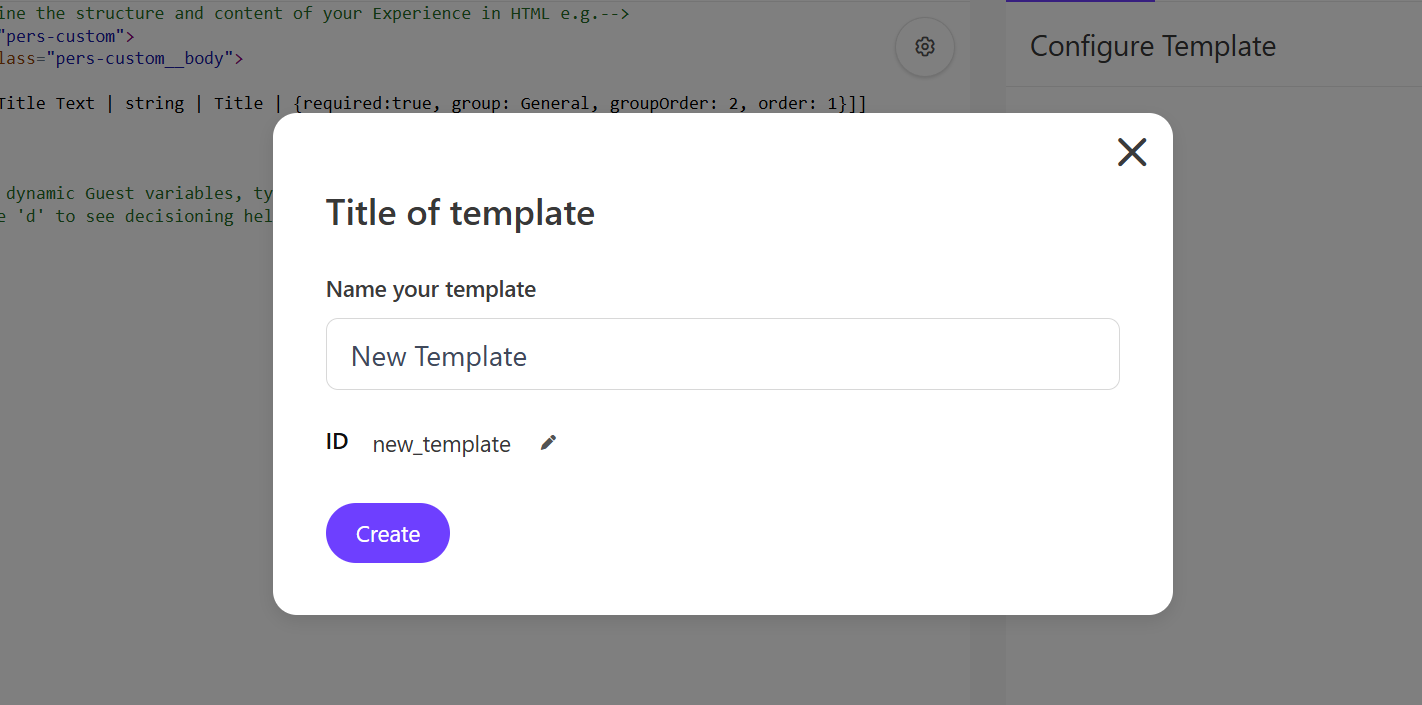 ine the structure and content of your Experience in HTML e.g.-->
"pers-custom">
lass="pers-custom__body">
Title Text | string | Title | {required:true, group: General, groupOrder: 2, order: 1}]]
dynamic Guest variables, ty
e 'd' to see decisioning hel
Configure Template
Title of template
Name your template
New Template
ID new_template
Create